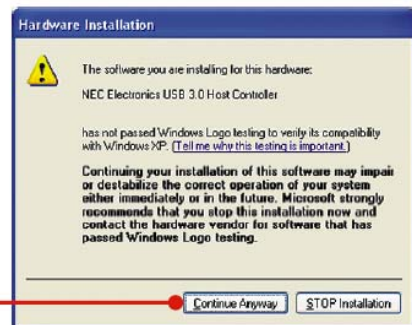 Hardware Installation
The software you are installing for this hardware:
NEC Electronics USB 3.0 Host Controller
has not passed Windows Logo testing to verify its compatibility
with Windows XP. (Tell me why this testing is important.)
Continuing your installation of this software may impair
or destabilize the correct operation of your system
either immediately or in the future. Microsoft strongly
recommends that you stop this installation now and
contact the hardware vendor for software that has
passed Windows Logo testing.
Continue Anyway
STOP Installation